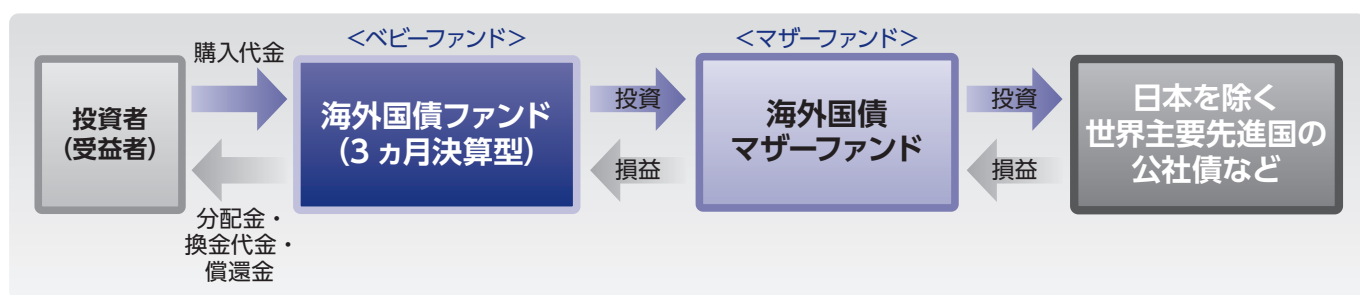 購入代金
投資者
(受益者)
分配金・
換金代金・
償還金
<ベビーファンド>
海外国債ファンド
(3ヵ月決算型)
投資
損益
<マザーファンド>
海外国債
マザーファンド
投資
損益
日本を除く
世界主要先進国の
公社債など